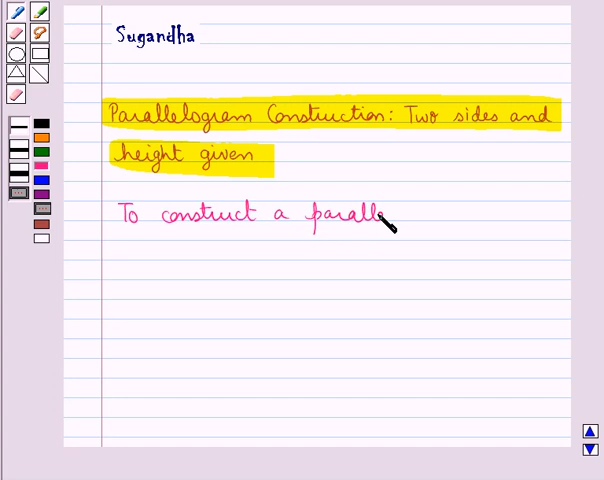 Sugandha
Parallelogram Construction: Two sides and
height given
To construct a paralle